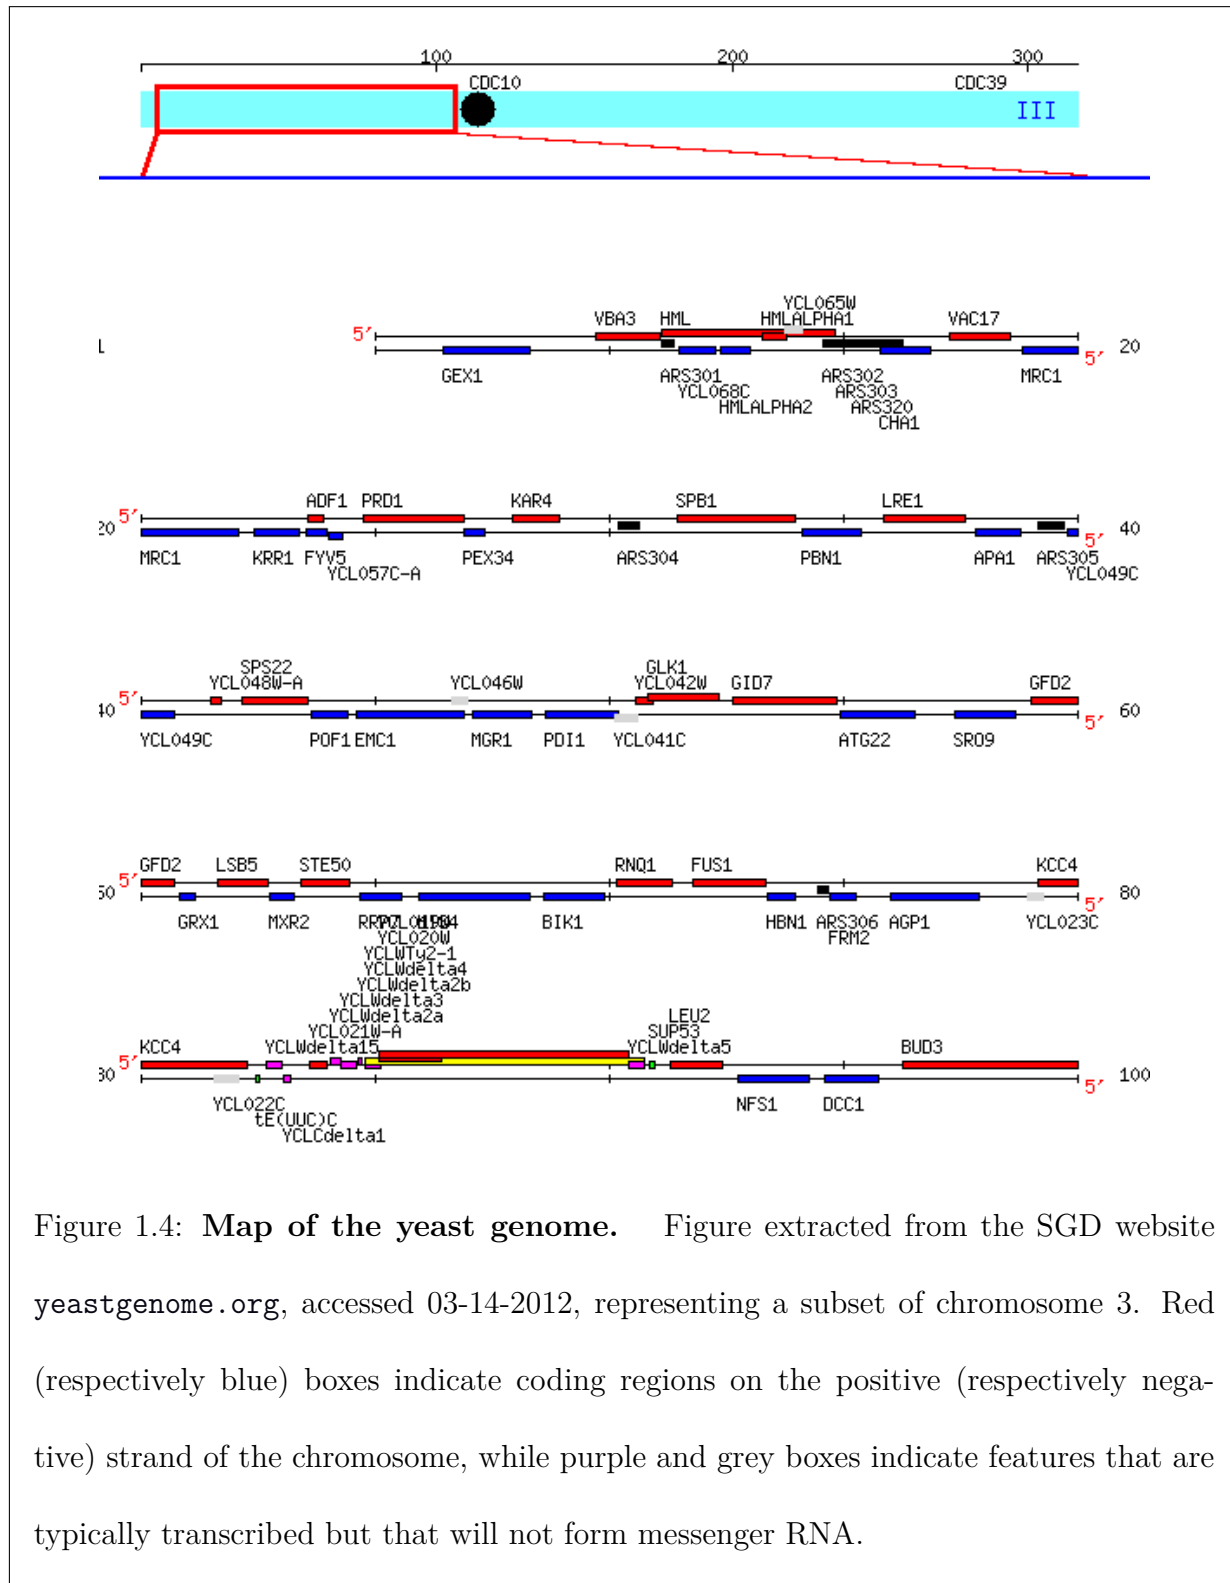 100 200 300
CDC10 CDC39
III
YCL065W
VBA3 HML HMLALPHA1 VAC17
5'
1 20
5'
GEX1 ARS301 ARS302 MRC1
YCL068C ARS303
HMLALPHA2 ARS320
CHA1
ADF1 PRD1 KAR4 SPB1 LRE1
5'
20 40
5'
MRC1 KRR1 FYV5 PEX34 ARS304 PBN1 APA1 ARS305
YCL057C-A YCL049C
SPS22 GLK1
YCL048W-A YCL046W YCL042W GID7 GFD2
5'
40 60
5'
YCL049C POF1 EMC1 MGR1 PDI1 YCL041C ATG22 SRO9
GFD2 LSB5 STE50 RNQ1 FUS1 KCC4
5'
80
5'
GRX1 MXR2 BIK1 HBN1 ARS306 AGP1 YCL023C
YCL020W FRM2
YCLWTy2-1
YCLWdelta4
YCLWdelta2b
YCLWdelta3
YCLWdelta2a LEU2
YCL021W-A SUP53
KCC4 YCLWdelta15 YCLWdelta5 BUD3
5'
80 100
5'
YCL022C NFS1 DCC1
tE(UUC)C
YCLCdelta1
Figure 1.4: Map of the yeast genome. Figure extracted from the SGD website
yeastgenome.org, accessed 03-14-2012, representing a subset of chromosome 3. Red
(respectively blue) boxes indicate coding regions on the positive (respectively nega-
tive) strand of the chromosome, while purple and grey boxes indicate features that are
typically transcribed but that will not form messenger RNA.